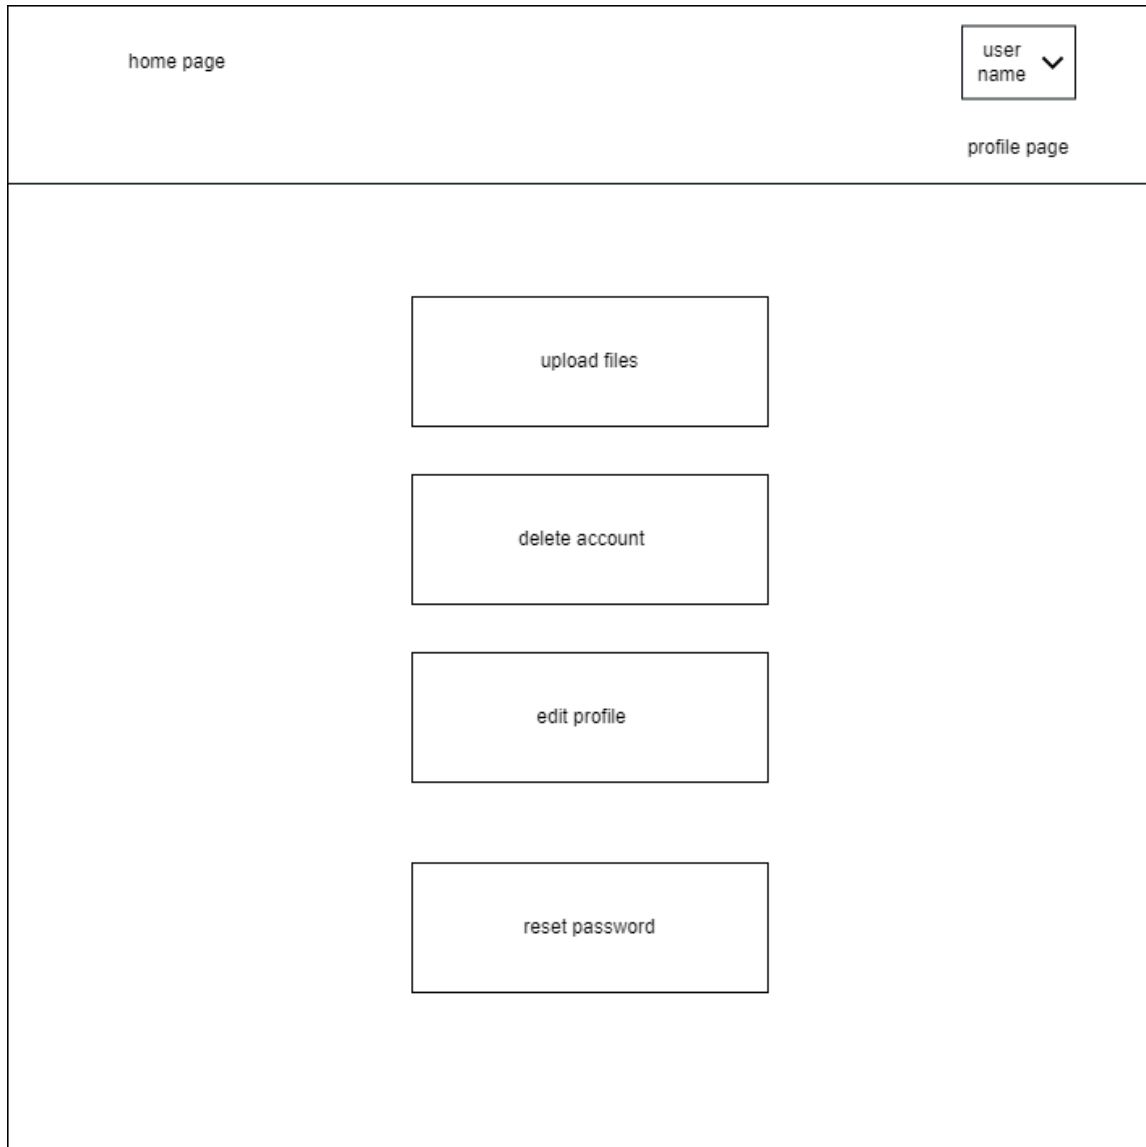 home page
user
name
profile page
upload files
delete account
edit profile
reset password